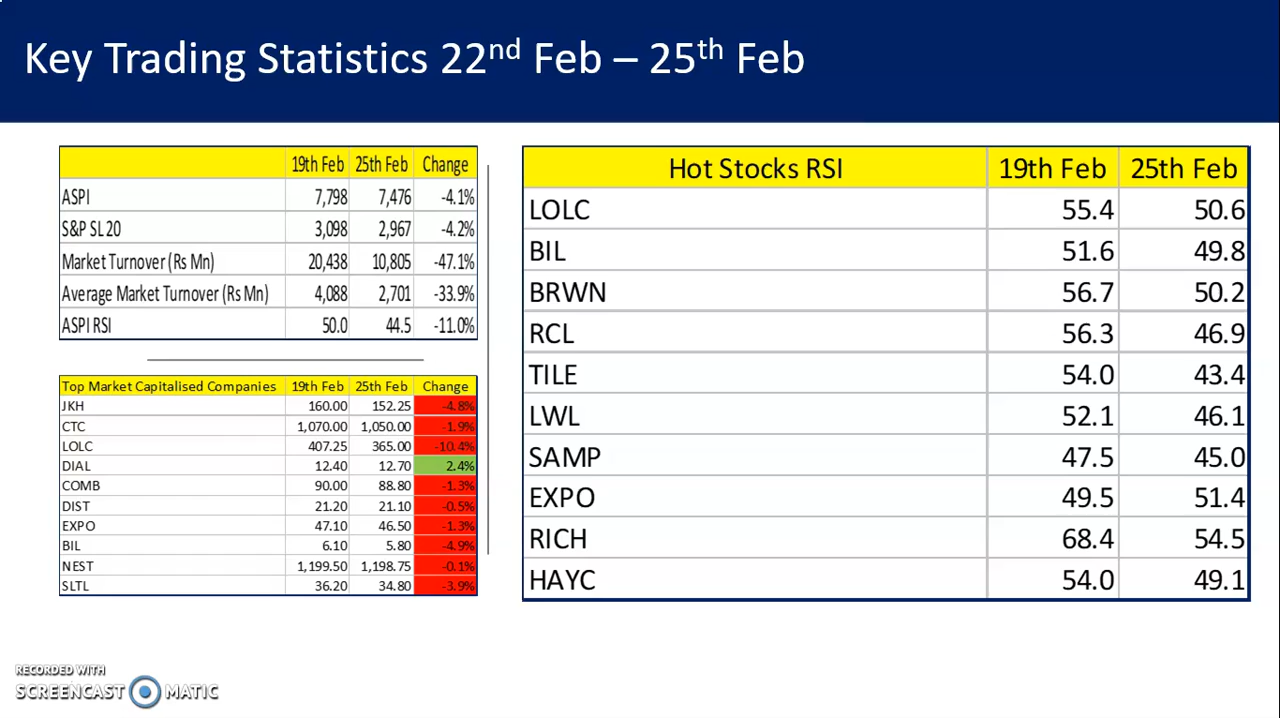 Key Trading Statistics 22nd Feb – 25th Feb
19th Feb 25th Feb Change
ASPI 7,798 7,476 -4.1%
S&P SL 20 3,098 2,967 -4.2%
Market Turnover (Rs Mn) 20,438 10,805 -47.1%
Average Market Turnover (Rs Mn) 4,088 2,701 -33.9%
ASPI RSI 50.0 44.5 -11.0%
Top Market Capitalised Companies 19th Feb 25th Feb Change
JKH 160.00 152.25 -4.8%
CTC 1,070.00 1,050.00 -1.9%
LOLC 407.25 365.00 -10.4%
DIAL 12.40 12.70 2.4%
COMB 90.00 88.80 -1.3%
DIST 21.20 21.10 -0.5%
EXPO 47.10 46.50 -1.3%
BIL 6.10 5.80 -4.9%
NEST 1,199.50 1,198.75 -0.1%
SLTL 36.20 34.80 -3.9%
Hot Stocks RSI 19th Feb 25th Feb
LOLC 55.4 50.6
BIL 51.6 49.8
BRWN 56.7 50.2
RCL 56.3 46.9
TILE 54.0 43.4
LWL 52.1 46.1
SAMP 47.5 45.0
EXPO 49.5 51.4
RICH 68.4 54.5
HAYC 54.0 49.1
RECORDED WITH
SCREENCAST MATIC